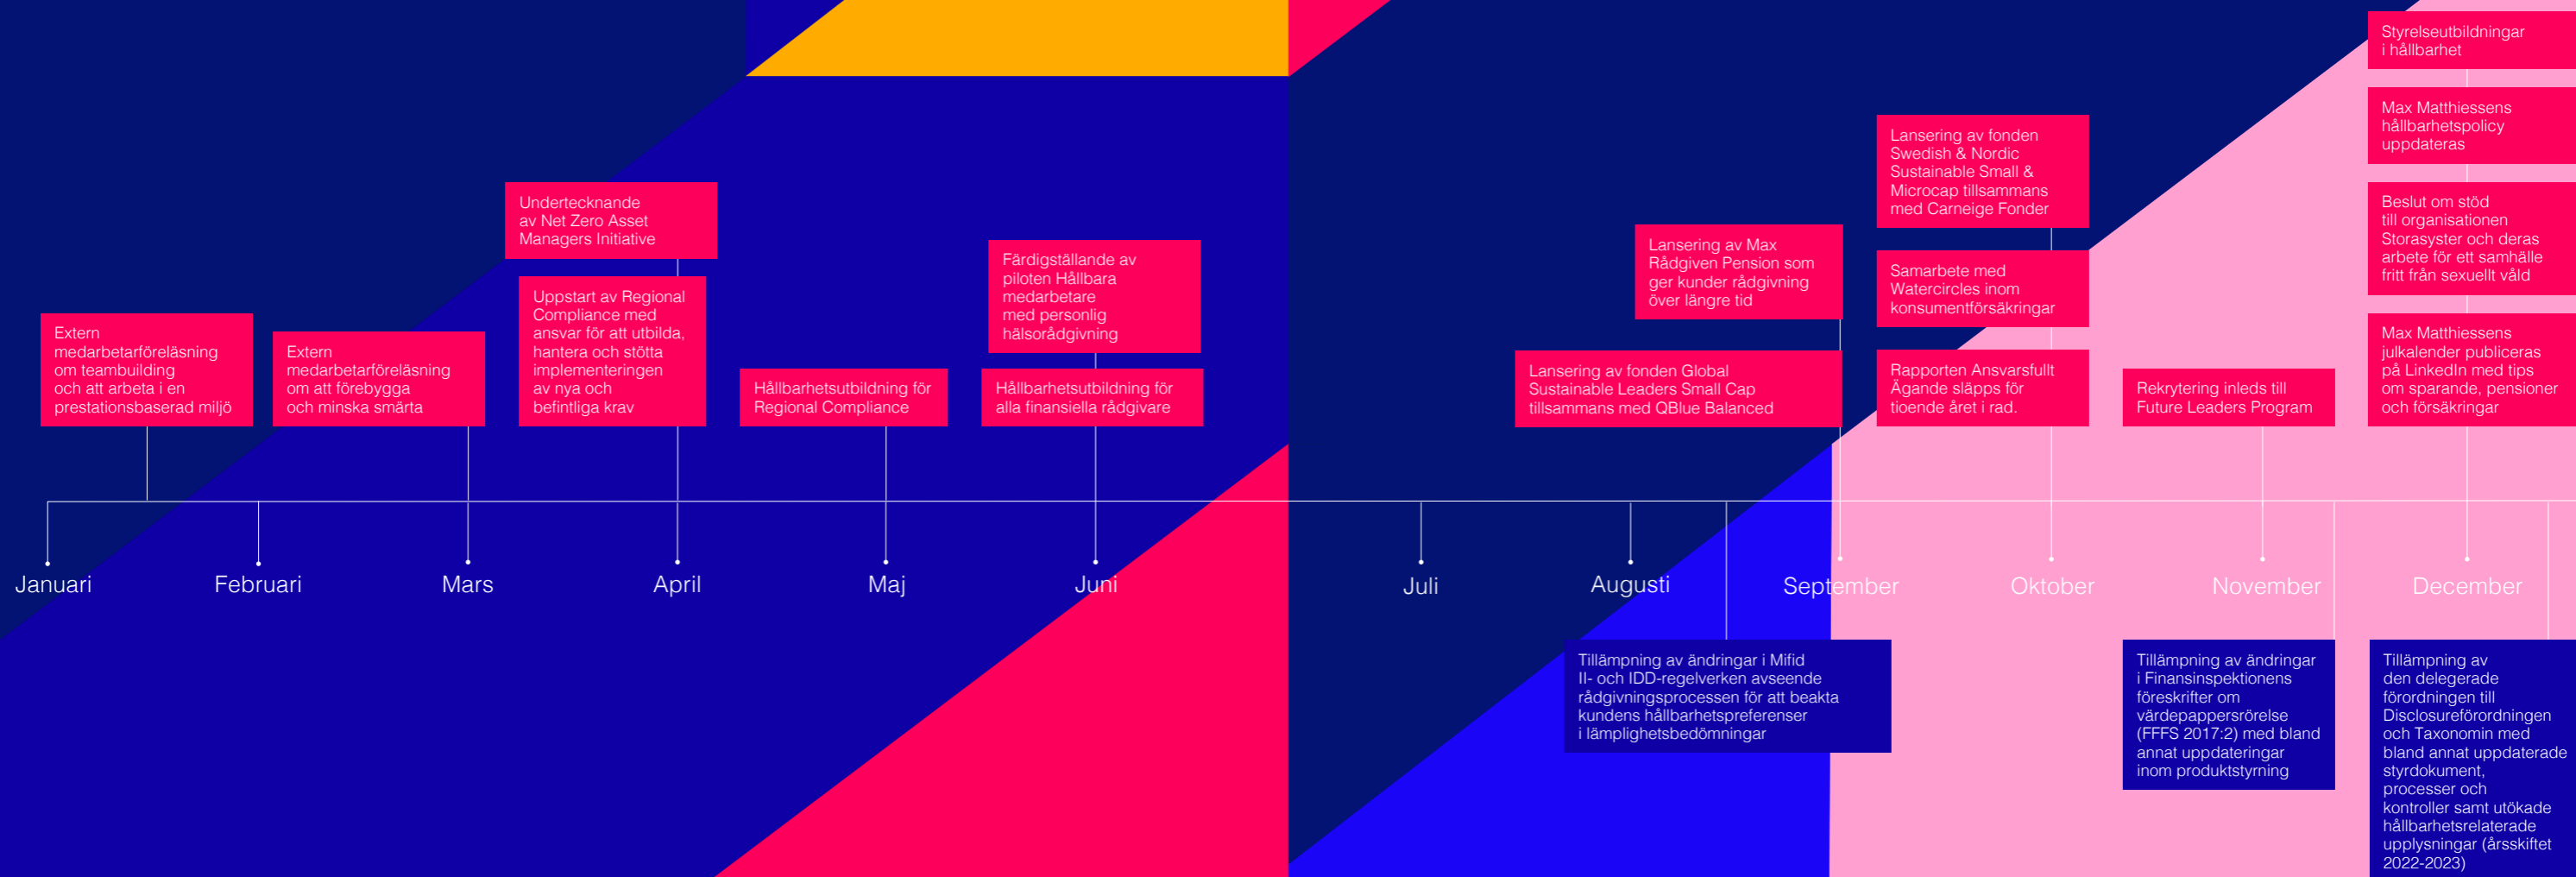 Extern
medarbetarföreläsning
om teambuilding
och att arbeta i en
prestationsbaserad miljö
Extern
medarbetarföreläsning
om att förebygga
och minska smärta
Undertecknande
av Net Zero Asset
Managers Initiative
Uppstart av Regional
Compliance med
ansvar för att utbilda,
hantera och stötta
implementeringen
av nya och
befintliga krav
Hållbarhetsutbildning för
Regional Compliance
Färdigställande av
piloten Hållbara
medarbetare
med personlig
hälsorådgivning
Hållbarhetsutbildning för
alla finansiella rådgivare
Lansering av Max
Rådgiven Pension som
ger kunder rådgivning
över längre tid
Lansering av fonden Global
Sustainable Leaders Small Cap
tillsammans med QBlue Balanced
Lansering av fonden
Swedish & Nordic
Sustainable Small &
Microcap tillsammans
med Carneige Fonder
Samarbete med
Watercircles inom
konsumentförsäkringar
Rapporten Ansvarsfullt
Ägande släpps för
tioende året i rad.
Rekrytering inleds till
Future Leaders Program
Styrelseutbildningar
i hållbarhet
Max Matthiessens
hållbarhetspolicy
uppdateras
Beslut om stöd
till organisationen
Storasyster och deras
arbete för ett samhälle
fritt från sexuellt våld
Max Matthiessens
julkalender publiceras
på LinkedIn med tips
om sparande, pensioner
och försäkringar
Januari
Februari
Mars
April
Maj
Juni
Juli
Augusti
September
Oktober
November
December
Tillämpning av ändringar i Mifid
II- och IDD-regelverken avseende
rådgivningsprocessen för att beakta
kundens hållbarhetspreferenser
i lämplighetsbedömningar
Tillämpning av ändringar
i Finansinspektionens
föreskrifter om
värdepappersrörelse
(FFFS 2017:2) med bland
annat uppdateringar
inom produktstyrning
Tillämpning av
den delegerade
förordningen till
Disclosureförordningen
och Taxonomin med
bland annat uppdaterade
styrdokument,
processer och
kontroller samt utökade
hållbarhetsrelaterade
upplysningar (årsskiftet
2022-2023)